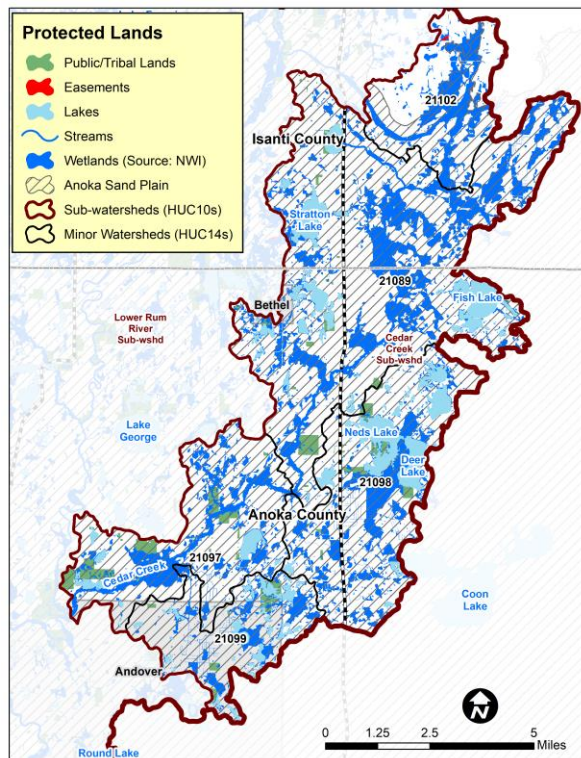 Protected Lands
Public/Tribal Lands
Easements
Lakes
Streams
Wetlands (Source: NWI)
Anoka Sand Plain
Sub-watersheds (HUC10s)
Minor Watersheds (HUC14s)
21102
Isanti County
Stratton
Lake
21089
Fish Lake
Bethel
Lower Rum
River
Sub-wshd
Cedar
Creek
Sub-wshd
Lake
George
Neds Lake
Deer
Lake
21098
Anoka County
21097
Cedar Creek
Coon
Lake
21099
Andover
Round Lake
N
0 1.25 2.5 5
Miles